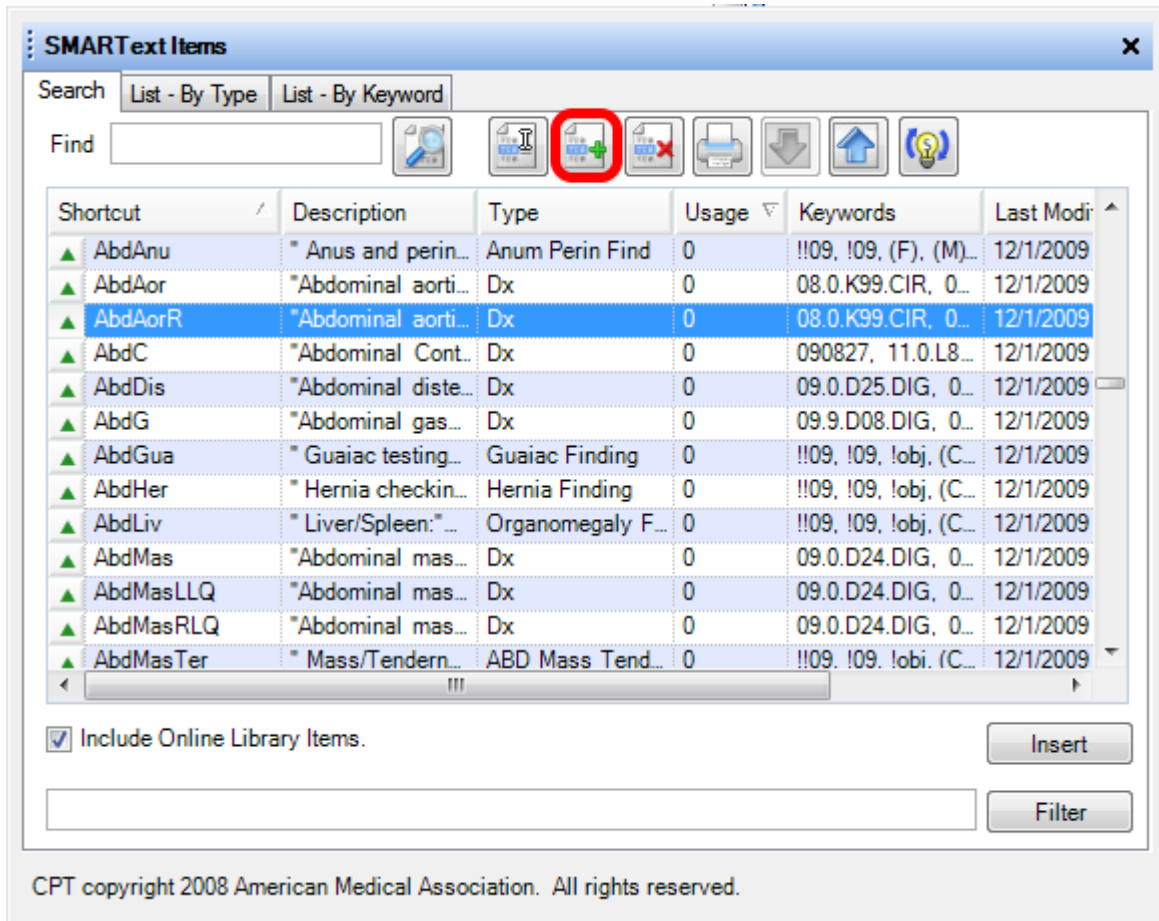 SMARText Items
Search List - By Type List - By Keyword
Find
Shortcut Description Type Usage Keywords Last Modif
AbdAnu " Anus and perin... Anum Perin Find 0 !!09, !09, (F), (M)... 12/1/2009
AbdAor "Abdominal aorti... Dx 0 08.0.K99.CIR, 0... 12/1/2009
AbdAorR "Abdominal aorti... Dx 0 08.0.K99.CIR, 0... 12/1/2009
AbdC "Abdominal Cont... Dx 0 090827, 11.0.L8... 12/1/2009
AbdDis "Abdominal diste... Dx 0 09.0.D25.DIG, 0... 12/1/2009
AbdG "Abdominal gas... Dx 0 09.9.D08.DIG, 0... 12/1/2009
AbdGua " Guaiac testing... Guaiac Finding 0 !!09, !09, !obj, (C... 12/1/2009
AbdHer " Hernia checkin... Hernia Finding 0 !!09, !09, !obj, (C... 12/1/2009
AbdLiv " Liver/Spleen:"... Organomegaly F... 0 !!09, !09, !obj, (C... 12/1/2009
AbdMas "Abdominal mas... Dx 0 09.0.D24.DIG, 0... 12/1/2009
AbdMasLLQ "Abdominal mas... Dx 0 09.0.D24.DIG, 0... 12/1/2009
AbdMasRLQ "Abdominal mas... Dx 0 09.0.D24.DIG, 0... 12/1/2009
AbdMasTer " Mass/Tendern... ABD Mass Tend... 0 !!09, !09, !obj, (C... 12/1/2009
Include Online Library Items.
Insert
Filter
CPT copyright 2008 American Medical Association. All rights reserved.